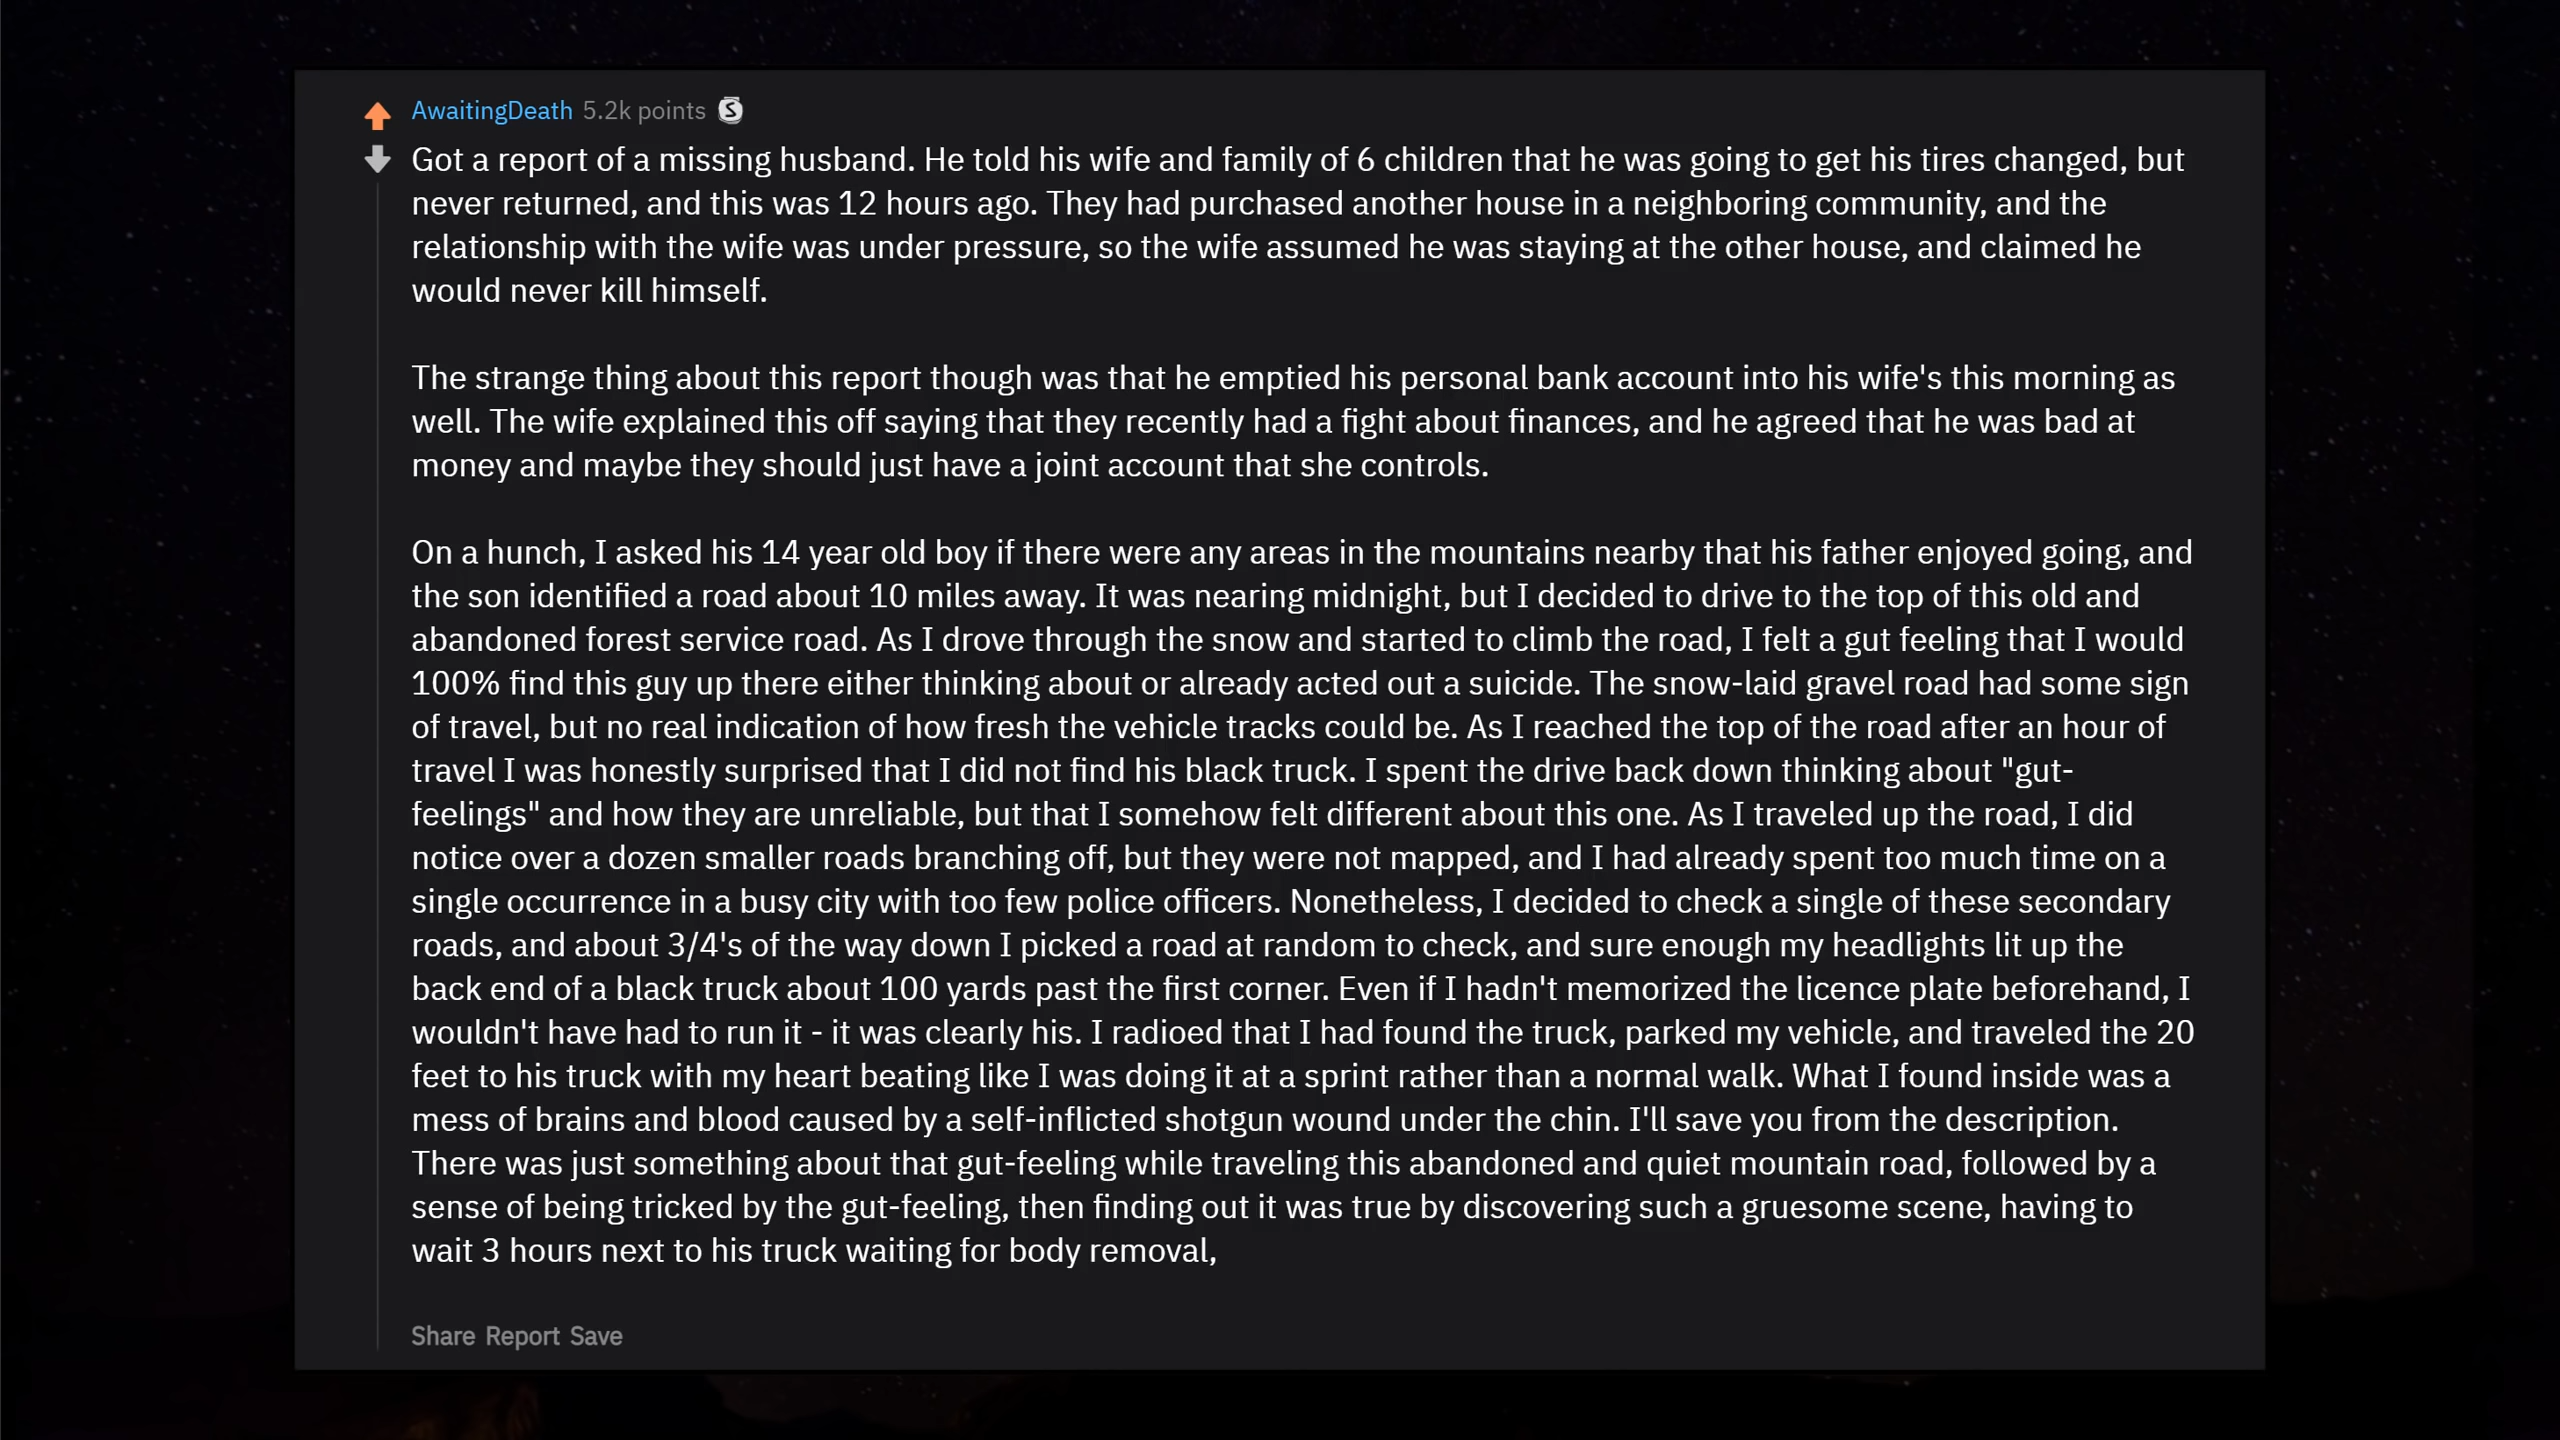 AwaitingDeath 5.2k points S
Got a report of a missing husband. He told his wife and family of 6 children that he was going to get his tires changed, but
never returned, and this was 12 hours ago. They had purchased another house in a neighboring community, and the
relationship with the wife was under pressure, so the wife assumed he was staying at the other house, and claimed he
would never kill himself.
The strange thing about this report though was that he emptied his personal bank account into his wife's this morning as
well. The wife explained this off saying that they recently had a fight about finances, and he agreed that he was bad at
money and maybe they should just have a joint account that she controls.
On a hunch, I asked his 14 year old boy if there were any areas in the mountains nearby that his father enjoyed going, and
the son identified a road about 10 miles away. It was nearing midnight, but I decided to drive to the top of this old and
abandoned forest service road. As I drove through the snow and started to climb the road, I felt a gut feeling that I would
100% find this guy up there either thinking about or already acted out a suicide. The snow-laid gravel road had some sign
of travel, but no real indication of how fresh the vehicle tracks could be. As I reached the top of the road after an hour of
travel I was honestly surprised that I did not find his black truck. I spent the drive back down thinking about "gut-
feelings" and how they are unreliable, but that I somehow felt different about this one. As I traveled up the road, I did
notice over a dozen smaller roads branching off, but they were not mapped, and I had already spent too much time on a
single occurrence in a busy city with too few police officers. Nonetheless, I decided to check a single of these secondary
roads, and about 3/4's of the way down I picked a road at random to check, and sure enough my headlights lit up the
back end of a black truck about 100 yards past the first corner. Even if I hadn't memorized the licence plate beforehand, I
wouldn't have had to run it - it was clearly his. I radioed that I had found the truck, parked my vehicle, and traveled the 20
feet to his truck with my heart beating like I was doing it at a sprint rather than a normal walk. What I found inside was a
mess of brains and blood caused by a self-inflicted shotgun wound under the chin. I'll save you from the description.
There was just something about that gut-feeling while traveling this abandoned and quiet mountain road, followed by a
sense of being tricked by the gut-feeling, then finding out it was true by discovering such a gruesome scene, having to
wait 3 hours next to his truck waiting for body removal,
Share Report Save